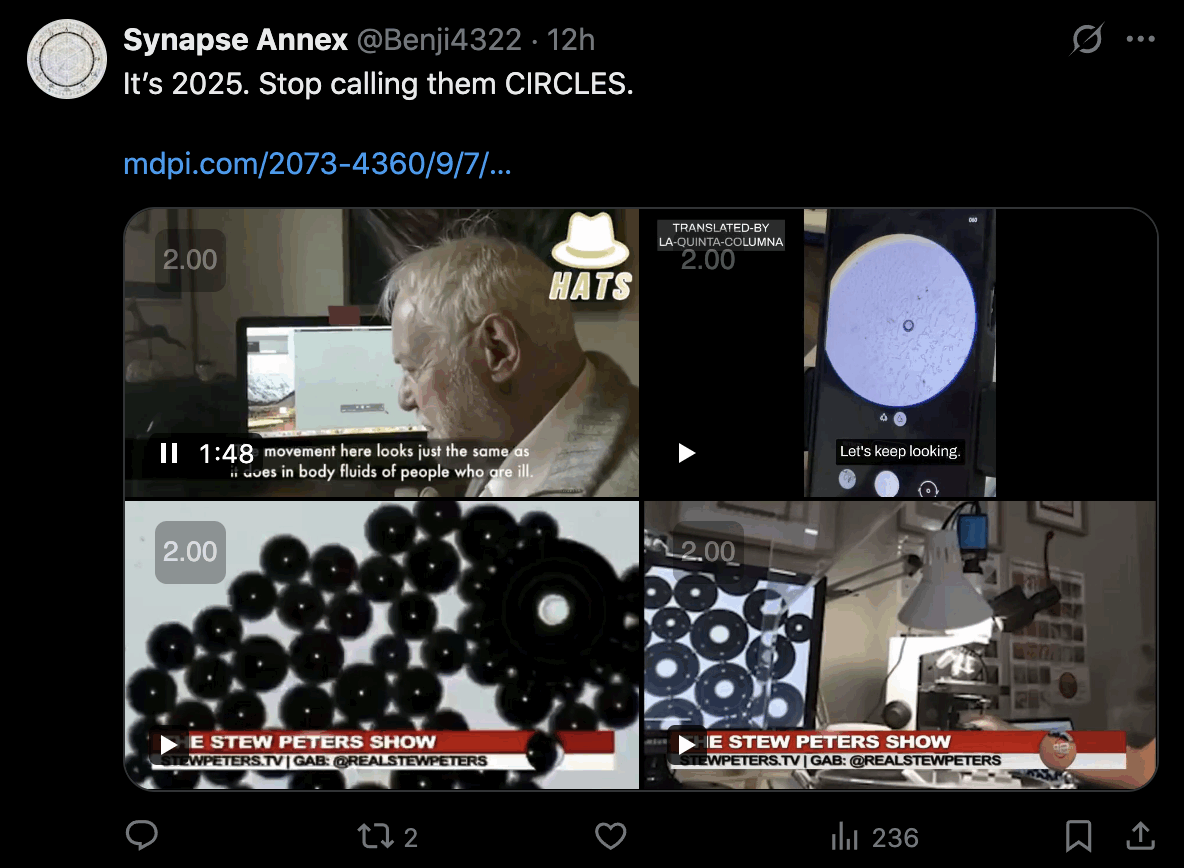 Synapse Annex @Benji4322 · 12h
It’s 2025. Stop calling them CIRCLES.
mdpi.com/2073-4360/9/7/...
2.00
HATS
1:48
movement here looks just the same as
it does in body fluids of people who are ill.
TRANSLATED-BY
LA-QUINTA-COLUMNA
2.00
Let's keep looking.
2.00
HE STEW PETERS SHOW
STEWPETERS.TV | GAB: @REALSTEWPETERS
2.00
HE STEW PETERS SHOW
STEWPETERS.TV | GAB: @REALSTEWPETERS
2
236